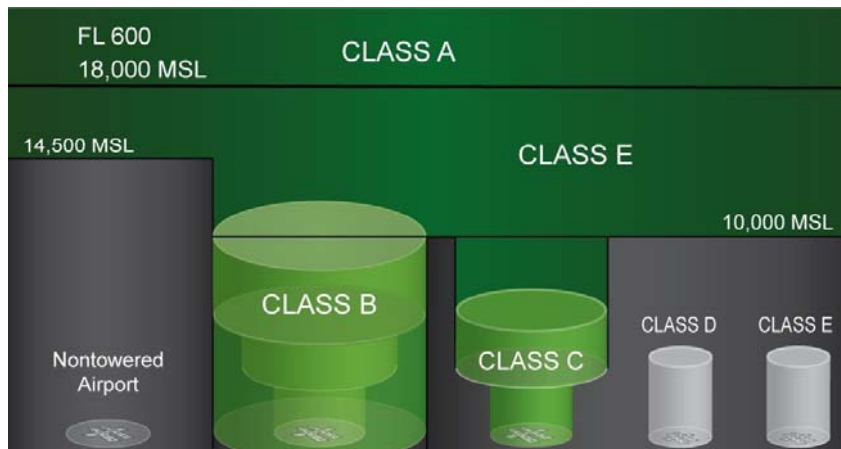 FL 600
18,000 MSL
CLASS A
14,500 MSL
CLASS E
10,000 MSL
CLASS B
CLASS D
CLASS E
Nontowered
Airport
CLASS C